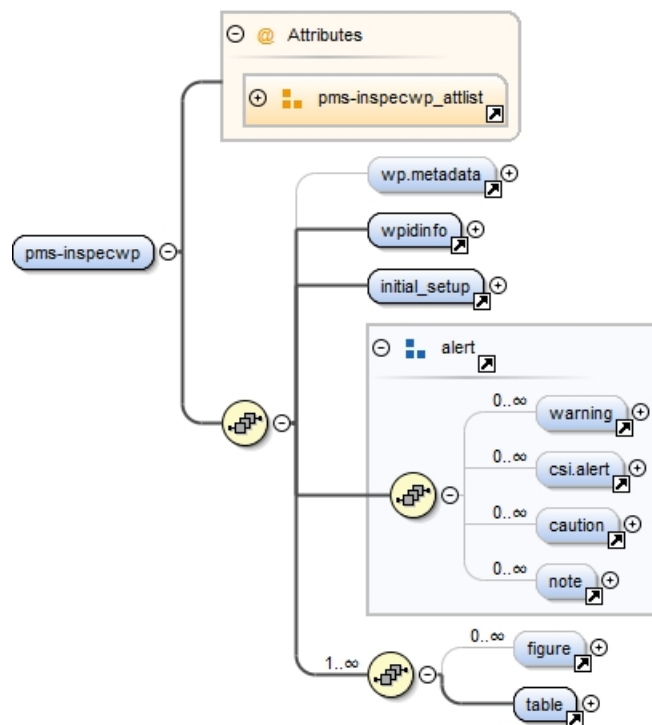 Attributes
pms-inspecwp_attlist
wp.metadata
wpidinfo
pms-inspecwp
initial_setup
alert
0..∞
warning
0..∞
csi.alert
0..∞
caution
0..∞
note
0..∞
figure
1..∞
table